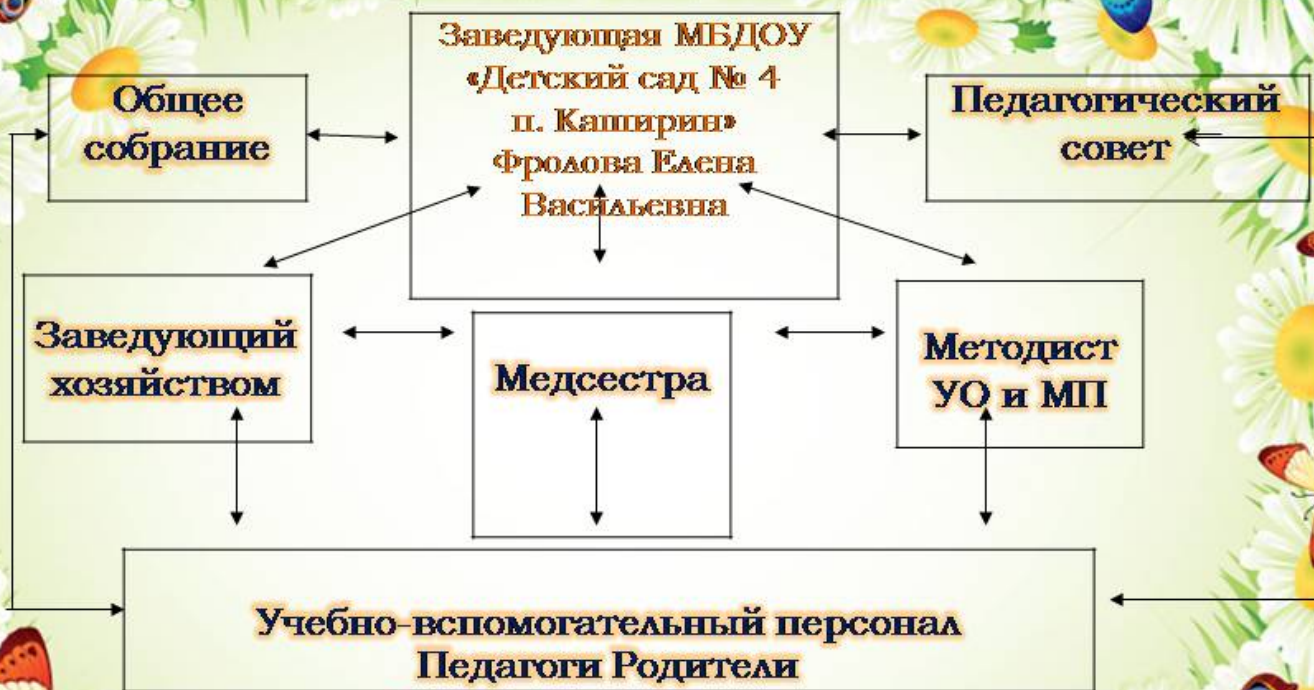 Заведующая МБДОУ
«Детский сад № 4
п. Каширин»
Фролова Елена
Васильевна
Общее
собрание
Педагогический
совет
Заведующий
хозяйством
Медсестра
Методист
УО и МП
Учебно-вспомогательный персонал
Педагоги Родители